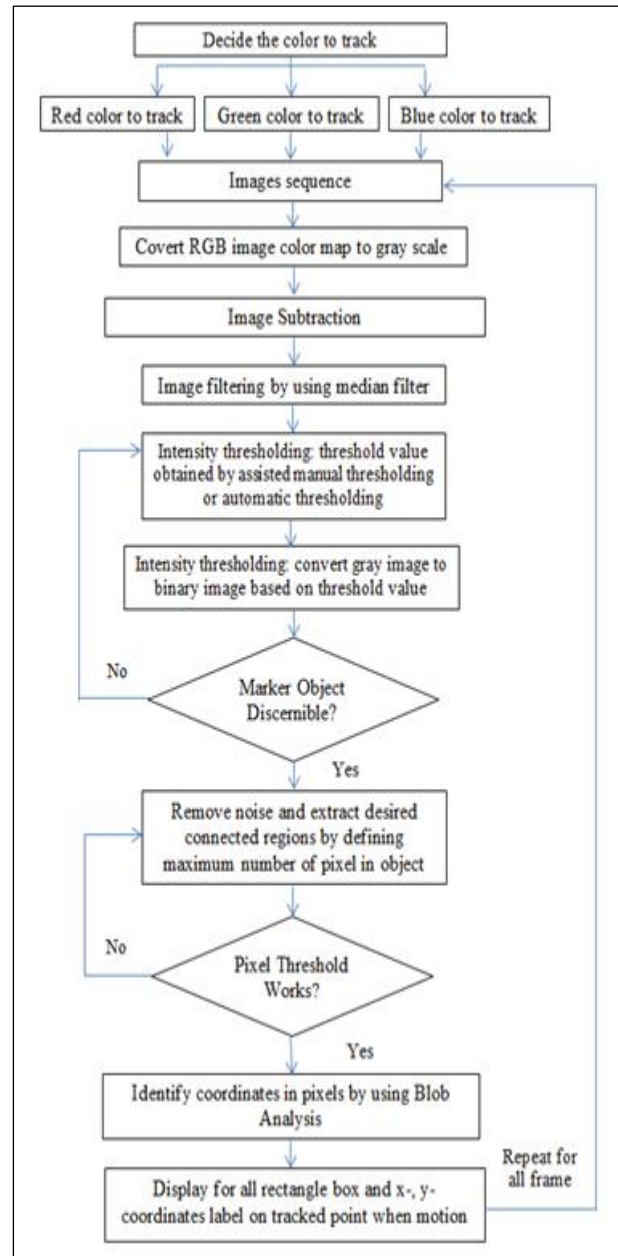 Decide the color to track
Red color to track
Green color to track
Blue color to track
Images sequence
Covert RGB image color map to gray scale
Image Subtraction
Image filtering by using median filter
Intensity thresholding: threshold value
obtained by assisted manual thresholding
or automatic thresholding
Intensity thresholding: convert gray image to
binary image based on threshold value
No
Marker Object
Discernible?
Yes
Remove noise and extract desired
connected regions by defining
maximum number of pixel in object
No
Pixel Threshold
Works?
Yes
Identify coordinates in pixels by using Blob
Analysis
Repeat for
all frame
Display for all rectangle box and x-, y-
coordinates label on tracked point when motion